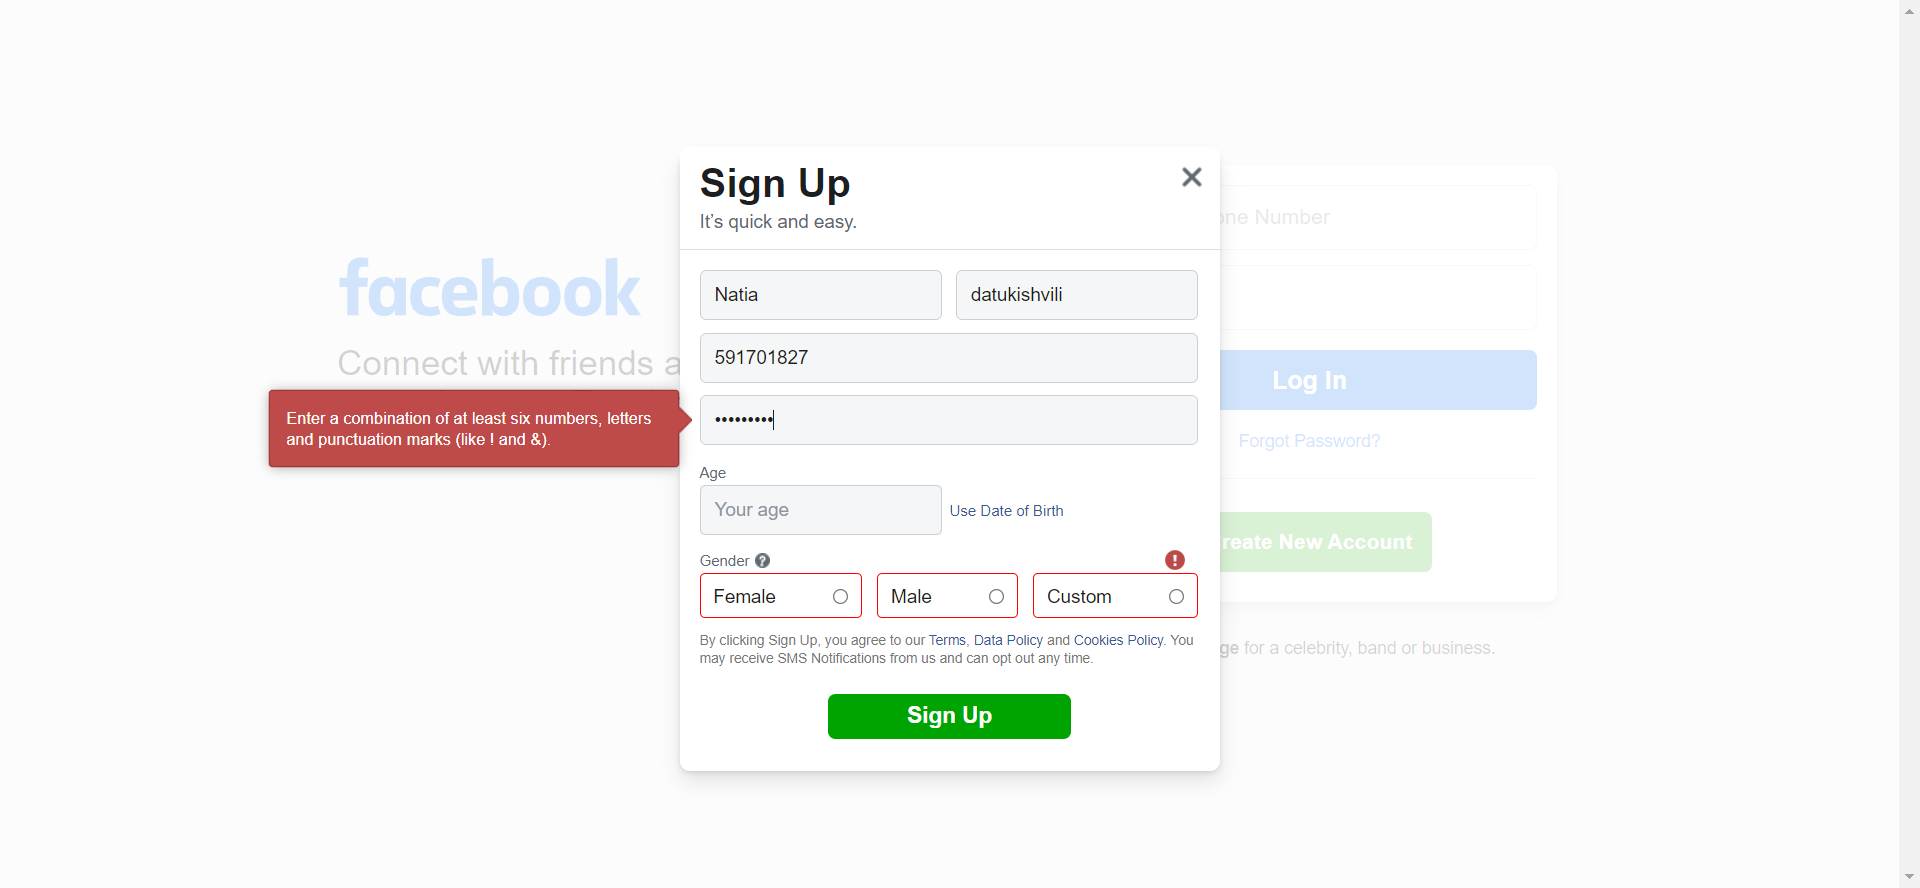 Sign Up
It's quick and easy.
facebook
Connect with friends a
Natia
datukishvili
591701827
•••••••••
Enter a combination of at least six numbers, letters
and punctuation marks (like ! and &).
Age
Your age
Use Date of Birth
Gender ?
!
Female
Male
Custom
By clicking Sign Up, you agree to our Terms, Data Policy and Cookies Policy. You
may receive SMS Notifications from us and can opt out any time.
Sign Up
Number
Log In
Forgot Password?
New Account
for a celebrity, band or business.